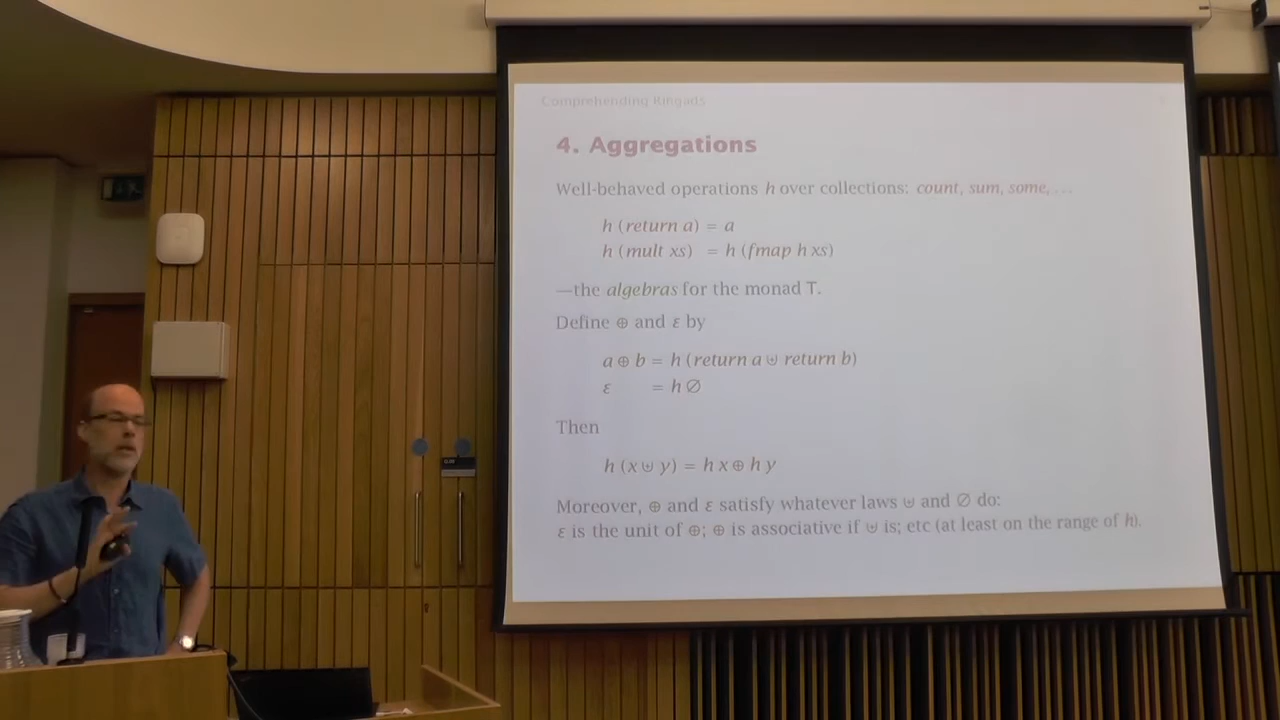 Comprehending Ringads
4. Aggregations
Well-behaved operations h over collections: count, sum, some,…
h (return a) = a
h (mult xs) = h (fmap h xs)
—the algebras for the monad T.
Define ⊕ and ε by
a ⊕ b = h (return a ⊎ return b)
ε = h ∅
Then
h (x ⊎ y) = h x ⊕ h y
Moreover, ⊕ and ε satisfy whatever laws ⊎ and ∅ do:
ε is the unit of ⊕; ⊕ is associative if ⊎ is; etc (at least on the range of h).